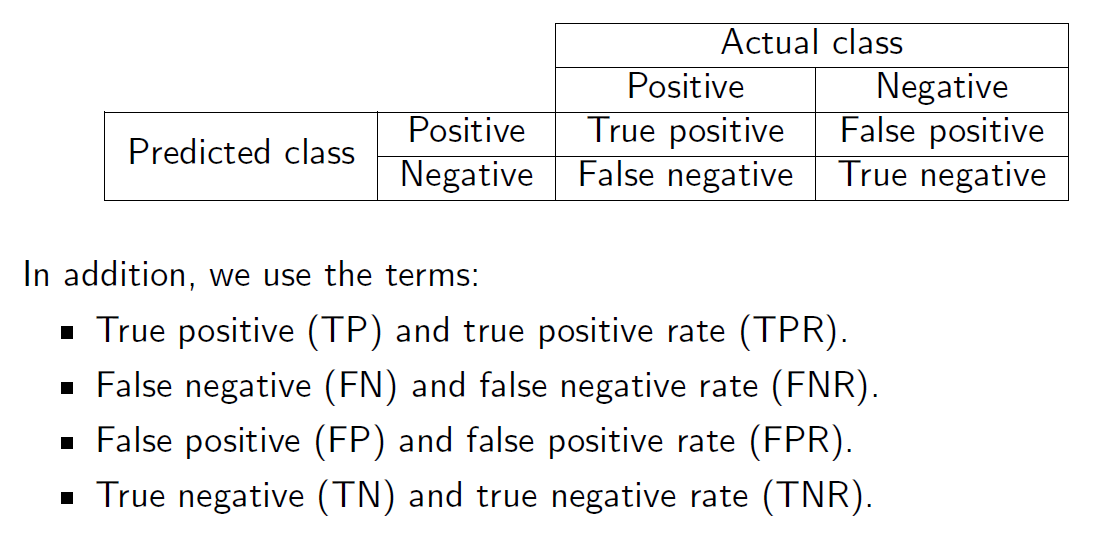 Actual class
Positive Negative
Predicted class Positive True positive False positive
Negative False negative True negative
In addition, we use the terms:
▪ True positive (TP) and true positive rate (TPR).
▪ False negative (FN) and false negative rate (FNR).
▪ False positive (FP) and false positive rate (FPR).
▪ True negative (TN) and true negative rate (TNR).